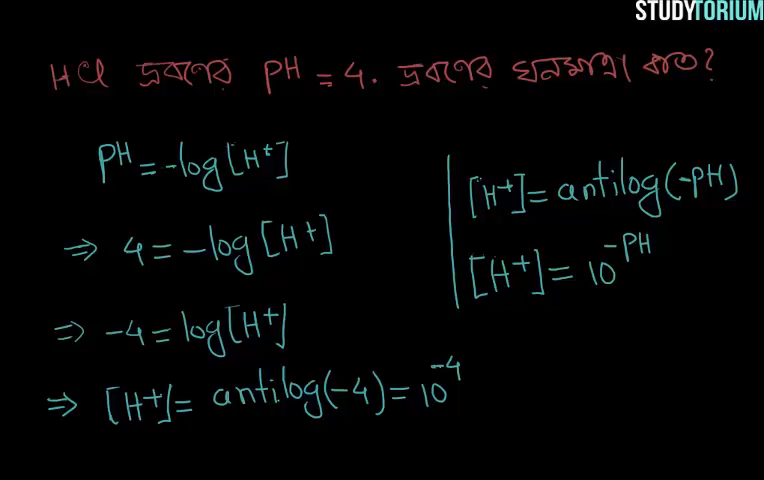 STUDYTORIUM
HCl দ্রবণের PH = 4. দ্রবণের ঘনমাত্রা কত?
PH = -log[H+]
⇒ 4 = -log[H+]
⇒ -4 = log[H+]
⇒ [H+] = antilog(-4) = 10⁻⁴
[H+] = antilog(-PH)
[H+] = 10^-PH